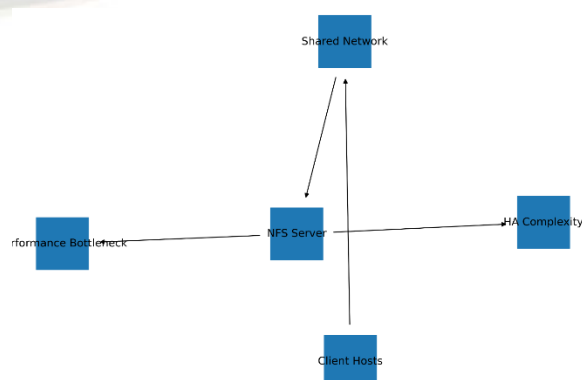 Shared Network
NFS Server
HA Complexity
rformance Bottleneck
Client Hosts